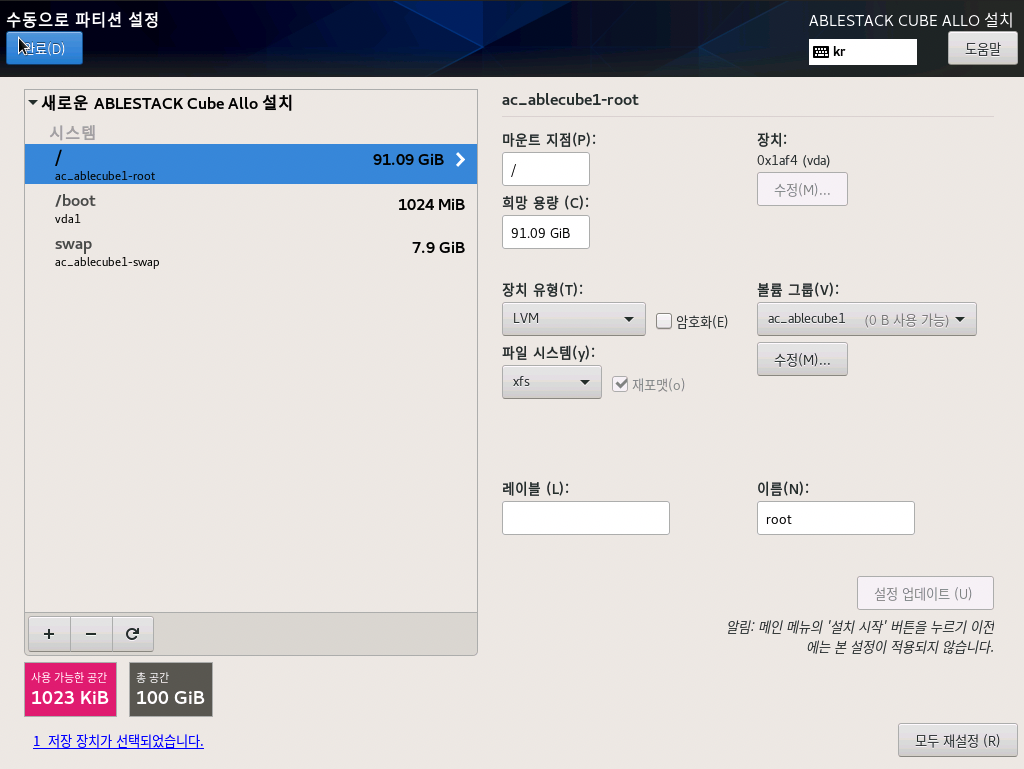 수동으로 파티션 설정
완료(D)
ABLESTACK CUBE ALLO 설치
kr
도움말
새로운 ABLESTACK Cube Allo 설치
시스템
/
91.09 GiB
ac_ablecube1-root
/boot
1024 MiB
vda1
swap
7.9 GiB
ac_ablecube1-swap
사용 가능한 공간
1023 KiB
총 공간
100 GiB
1 저장 장치가 선택되었습니다.
ac_ablecube1-root
마운트 지점(P):
/
희망 용량 (C):
91.09 GiB
장치:
0x1af4 (vda)
수정(M)...
장치 유형(T):
LVM
암호화(E)
파일 시스템(y):
xfs
재포맷(o)
볼륨 그룹(V):
ac_ablecube1 (0 B 사용 가능)
수정(M)...
레이블 (L):
이름(N):
root
설정 업데이트 (U)
알림: 메인 메뉴의 '설치 시작' 버튼을 누르기 이전
에는 본 설정이 적용되지 않습니다.
모두 재설정 (R)